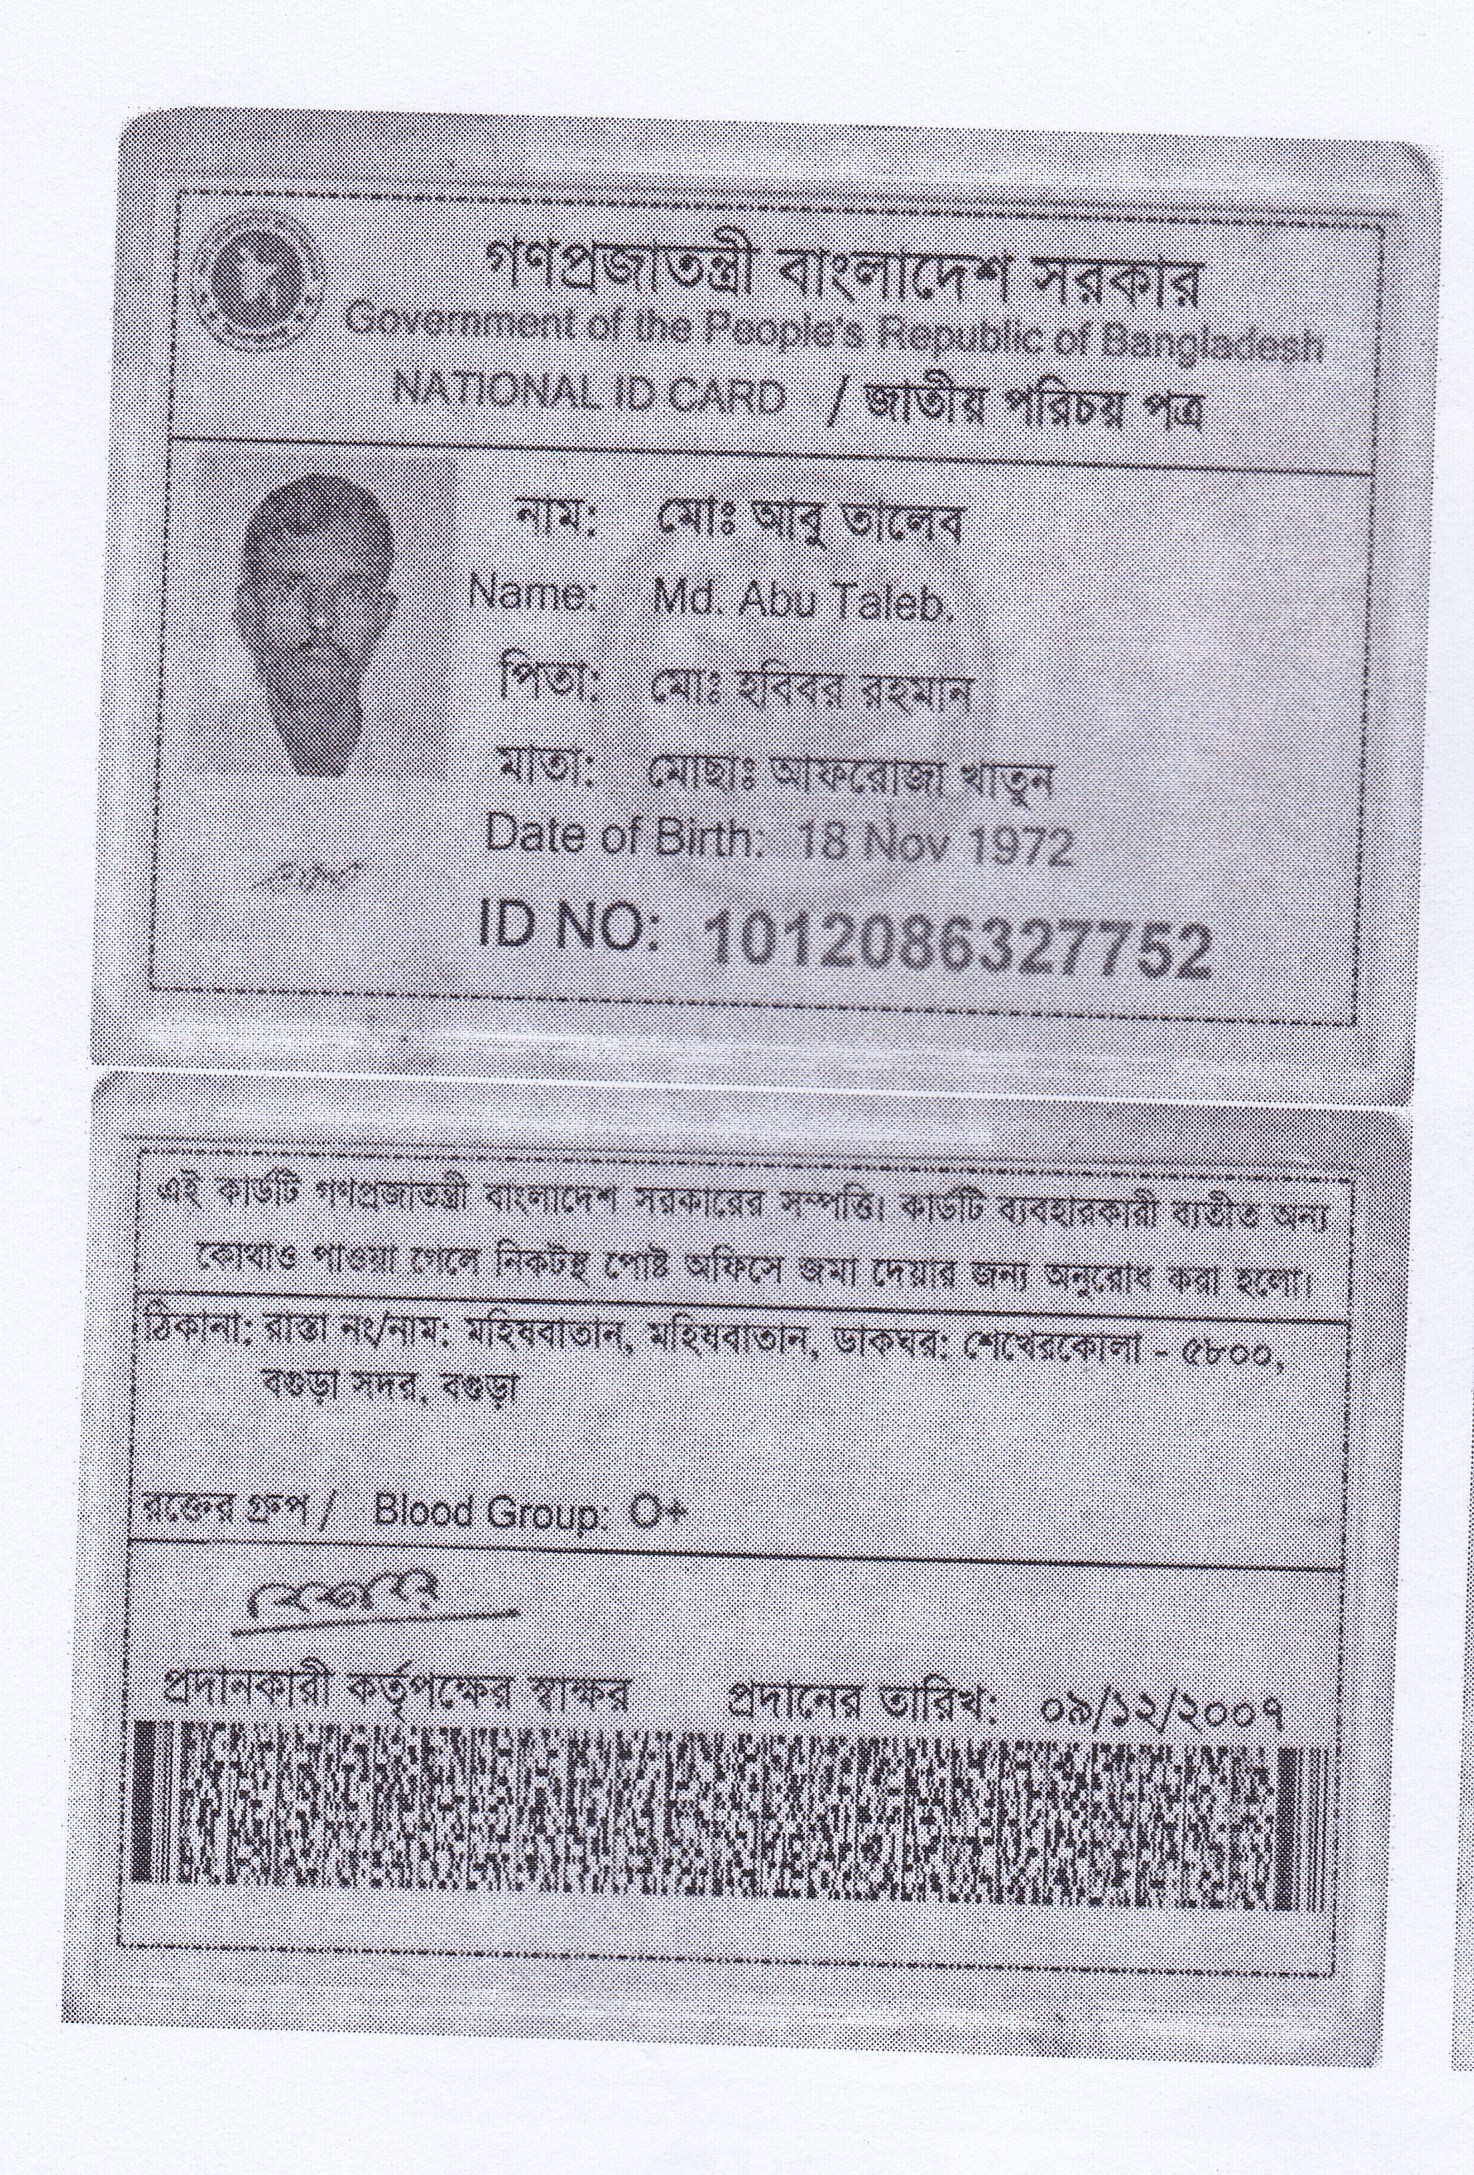 গণপ্রজাতন্ত্রী বাংলাদেশ সরকার
Government of the People's Republic of Bangladesh
NATIONAL ID CARD / জাতীয় পরিচয় পত্র
নাম: মোঃ আবু তালেব
Name: Md. Abu Taleb.
পিতা: মোঃ হবিবর রহমান
মাতা: মোছাঃ আফরোজা খাতুন
Date of Birth: 18 Nov 1972
ID NO: 1012086327752
এই কার্ডটি গণপ্রজাতন্ত্রী বাংলাদেশ সরকারের সম্পত্তি। কার্ডটি ব্যবহারকারী ব্যতীত অন্য
কোথাও পাওয়া গেলে নিকটস্থ পোষ্ট অফিসে জমা দেয়ার জন্য অনুরোধ করা হলো।
ঠিকানা: রাস্তা নং/নাম: মহিষবাতান, মহিষবাতান, ডাকঘর: শেখেরকোলা - ৫৮০০,
বগুড়া সদর, বগুড়া
রক্তের গ্রুপ / Blood Group: O+
প্রদানকারী কর্তৃপক্ষের স্বাক্ষর প্রদানের তারিখ: ০৯/১২/২০০৭